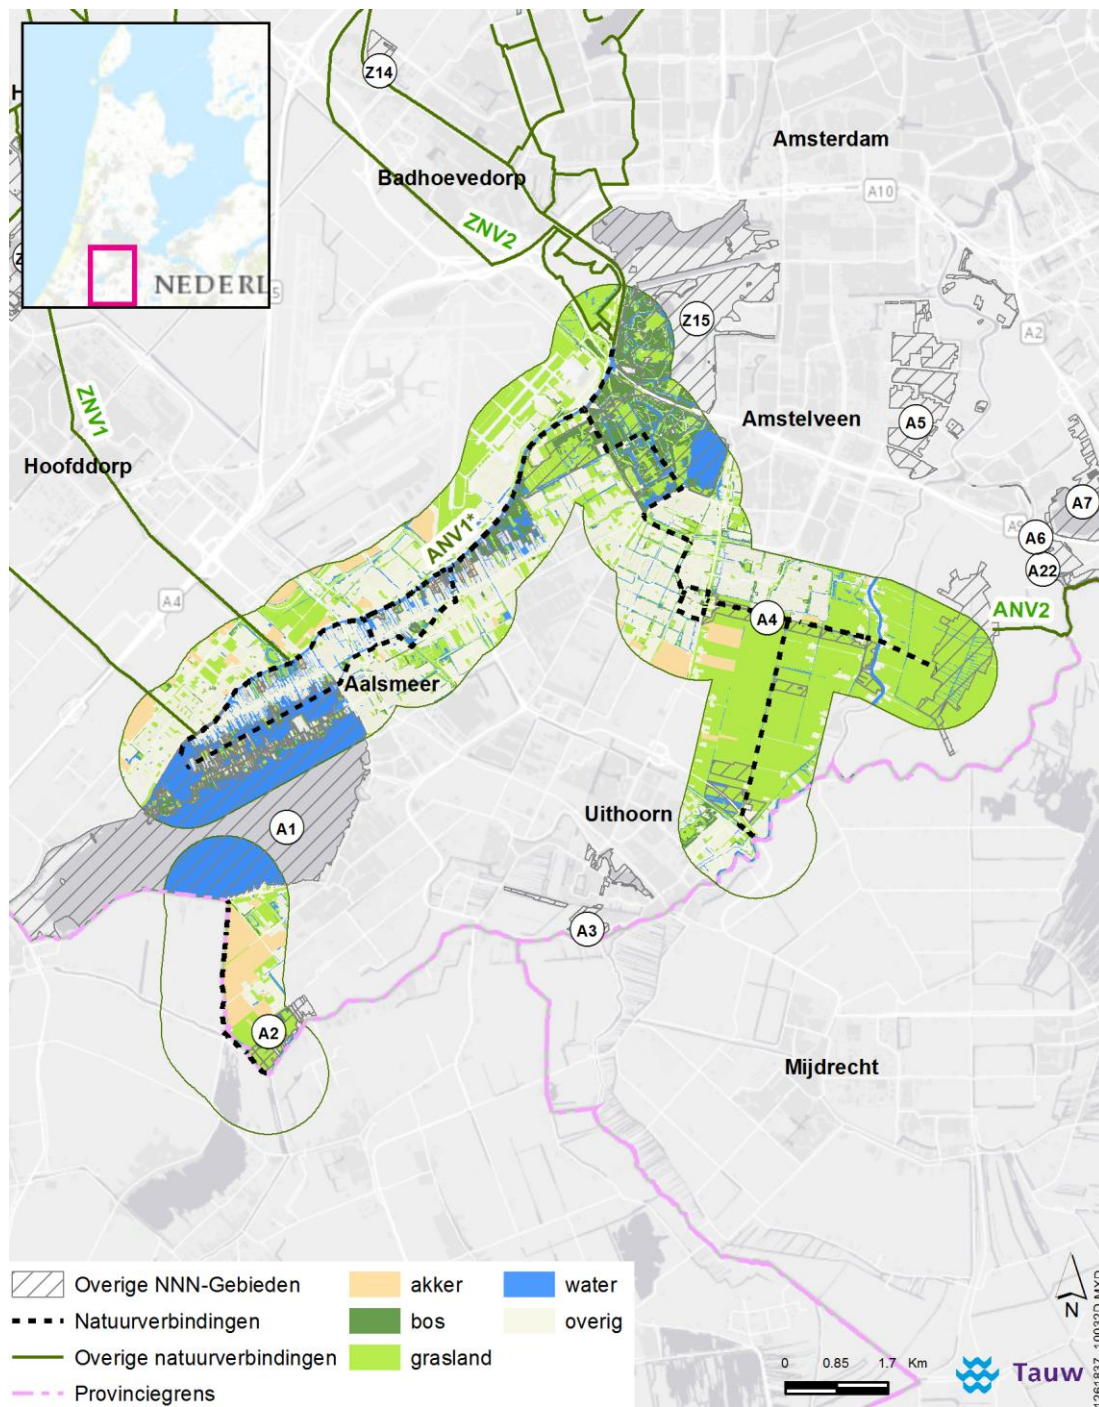 Z14
Amsterdam
Badhoevedorp
A10
ZNV2
NEDERL
Z15
A2
ZNV1
Amstelveen
A5
Hoofddorp
A7
A6
ANV1*
A22
A4
ANV2
A4
Aalsmeer
Uithoorn
A1
A3
A2
Mijdrecht
Overige NNN-Gebieden
akker
water
Natuurverbindingen
bos
overig
Overige natuurverbindingen
grasland
Provinciegrens
0 0.85 1.7 Km
N
Tauw